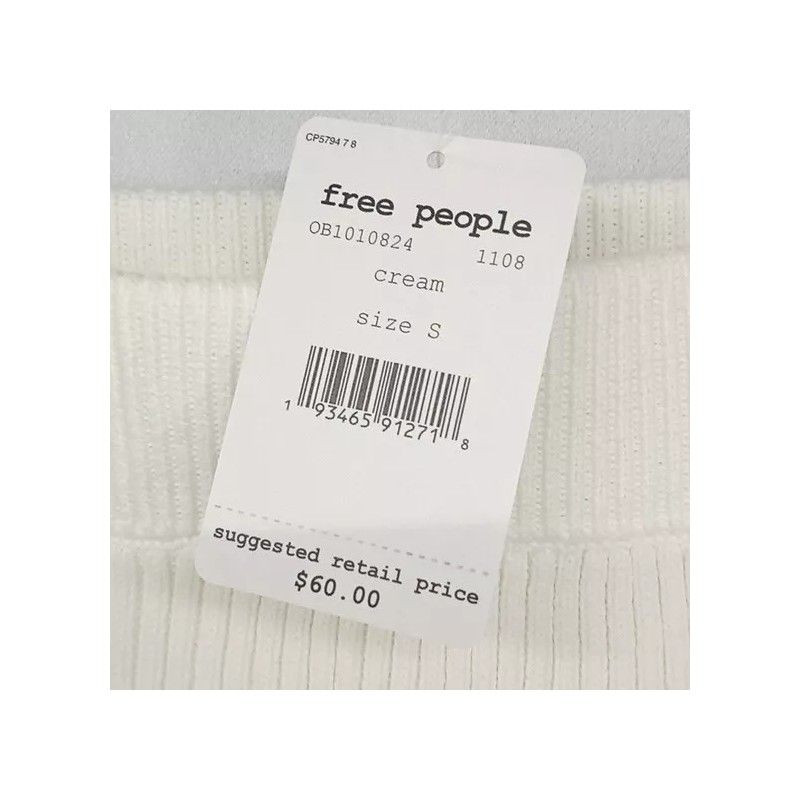 CP5794 7 8
free people
OB1010824 1108
cream
size S
1 93465 91271 8
suggested retail price
$60.00